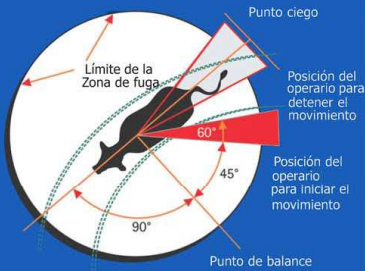 Punto ciego
Límite de la
Zona de fuga
Posición del
operario para
detener el
movimiento
60°
Posición del
operario
para iniciar el
movimiento
45°
90°
Punto de balance